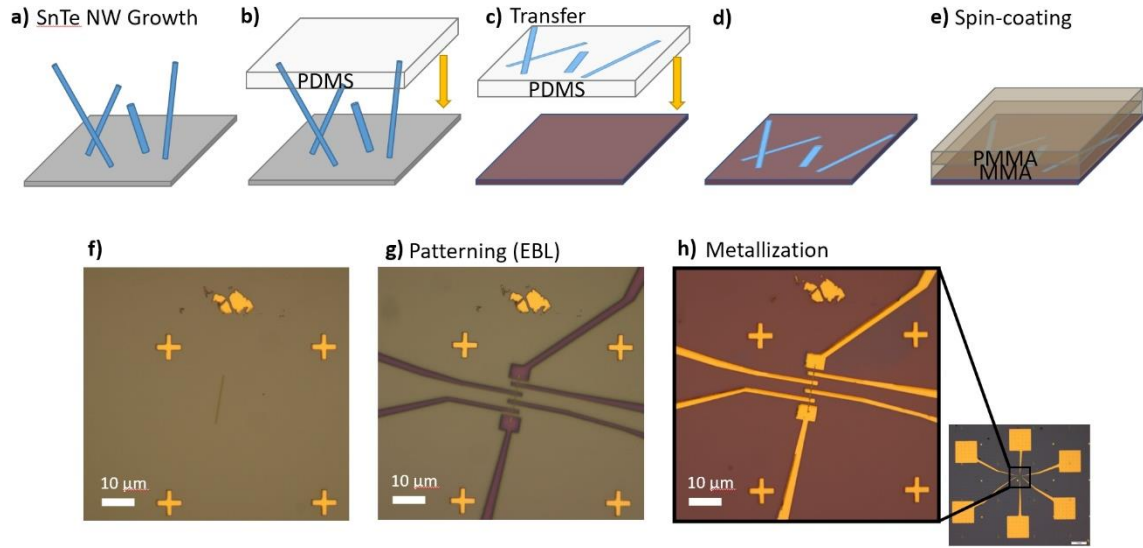 a) SnTe NW Growth
b)
c) Transfer
d)
e) Spin-coating
PDMS
PDMS
PMMA
MMA
f)
g) Patterning (EBL)
h) Metallization
10 µm
10 µm
10 µm